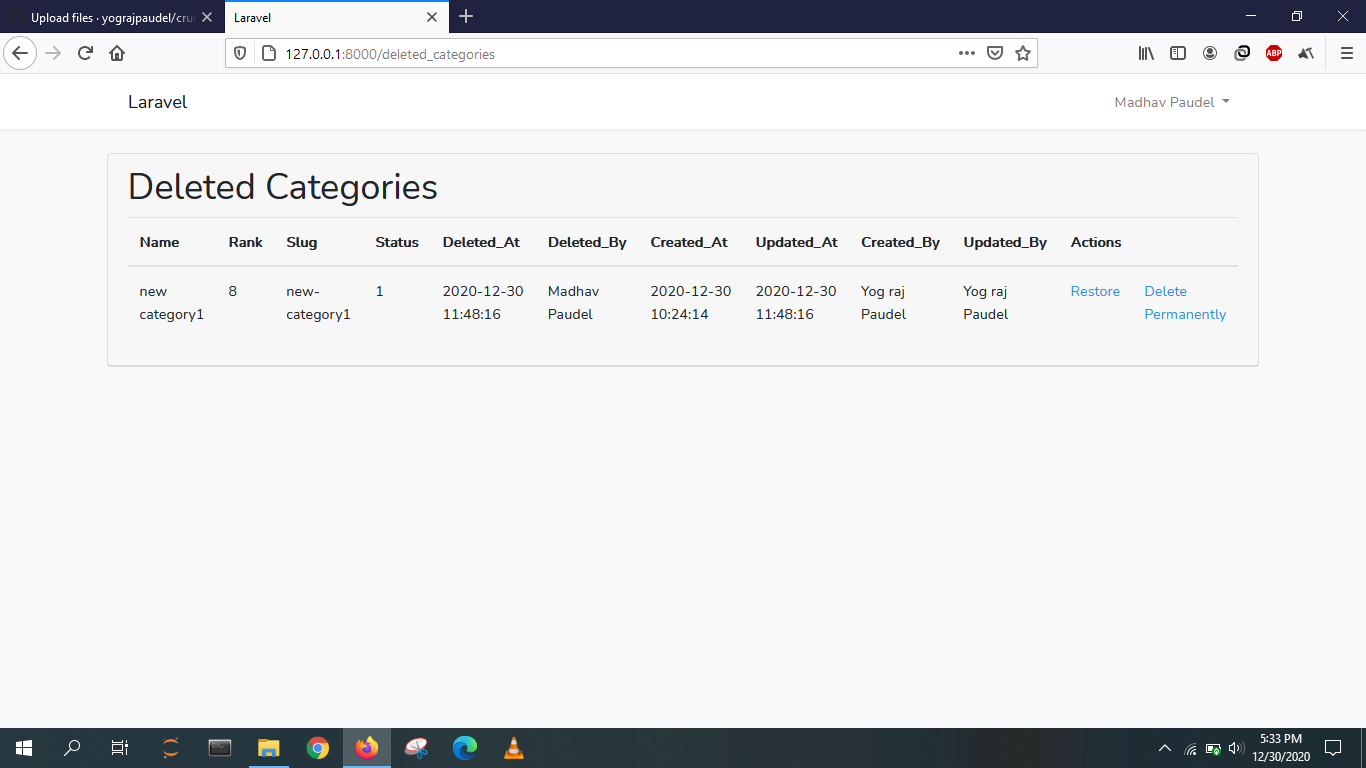 Upload files · yograjpaudel/cru
Laravel
127.0.0.1:8000/deleted_categories
ABP
Laravel
Madhav Paudel
Deleted Categories
Name Rank Slug Status Deleted_At Deleted_By Created_At Updated_At Created_By Updated_By Actions
new 8 new- 1 2020-12-30 Madhav 2020-12-30 2020-12-30 Yog raj Yog raj Restore Delete
category1 category1 11:48:16 Paudel 10:24:14 11:48:16 Paudel Paudel Permanently
5:33 PM
12/30/2020